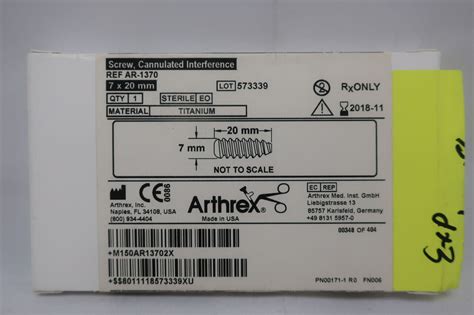 Screw, Cannulated Interference
REF AR-1370
7 x 20 mm
LOT 573339
QTY 1
STERILE EO
MATERIAL TITANIUM
RxONLY
2018-11
20 mm
7 mm
NOT TO SCALE
CE
0086
Arthrex, Inc.
Naples, FL 34108, USA
(800) 934-4404
Arthrex
Made in USA
EC REP
Arthrex Med. Inst. GmbH
Liebigstrasse 13
85757 Karlsfeld, Germany
+49 8131 5957-0
00348 OF 404
+M150AR13702X
+$$8011118573339XU
PN00171-1 R0 FN006
Exp.